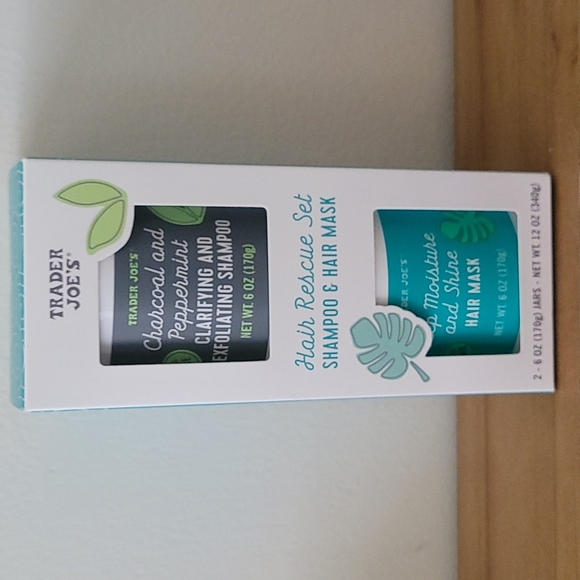 TRADER
JOE'S®
TRADER JOE'S
Charcoal and
Peppermint
CLARIFYING AND
EXFOLIATING SHAMPOO
NET WT. 6 OZ (170g)
Hair Rescue Set
SHAMPOO & HAIR MASK
DER JOE'S
p Moisture
and Shine
HAIR MASK
NET WT. 6 OZ (170g)
2 - 6 OZ (170g) JARS - NET WT. 12 OZ (340g)